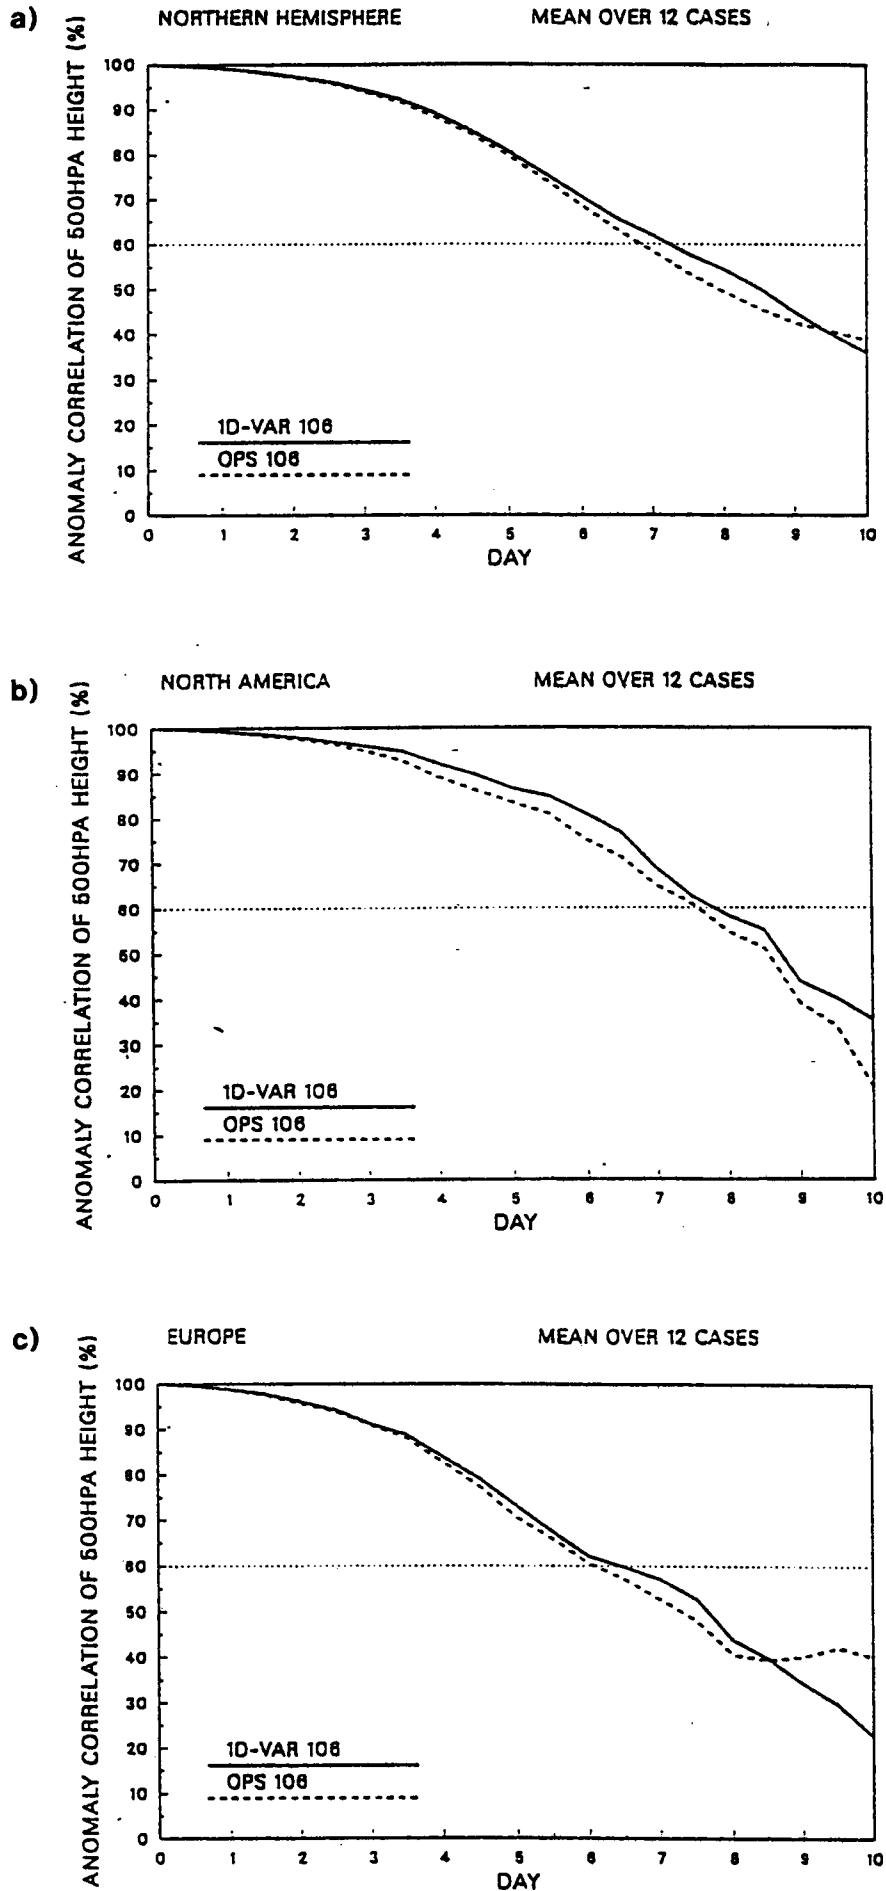 a) NORTHERN HEMISPHERE MEAN OVER 12 CASES
ANOMALY CORRELATION OF 500HPA HEIGHT (%)
100
90
80
70
60
50
40
30
20
10
0
1D-VAR 106
OPS 106
0 1 2 3 4 5 6 7 8 9 10
DAY
b) NORTH AMERICA MEAN OVER 12 CASES
ANOMALY CORRELATION OF 500HPA HEIGHT (%)
100
90
80
70
60
50
40
30
20
10
0
1D-VAR 106
OPS 106
0 1 2 3 4 5 6 7 8 9 10
DAY
c) EUROPE MEAN OVER 12 CASES
ANOMALY CORRELATION OF 500HPA HEIGHT (%)
100
90
80
70
60
50
40
30
20
10
0
1D-VAR 106
OPS 106
0 1 2 3 4 5 6 7 8 9 10
DAY